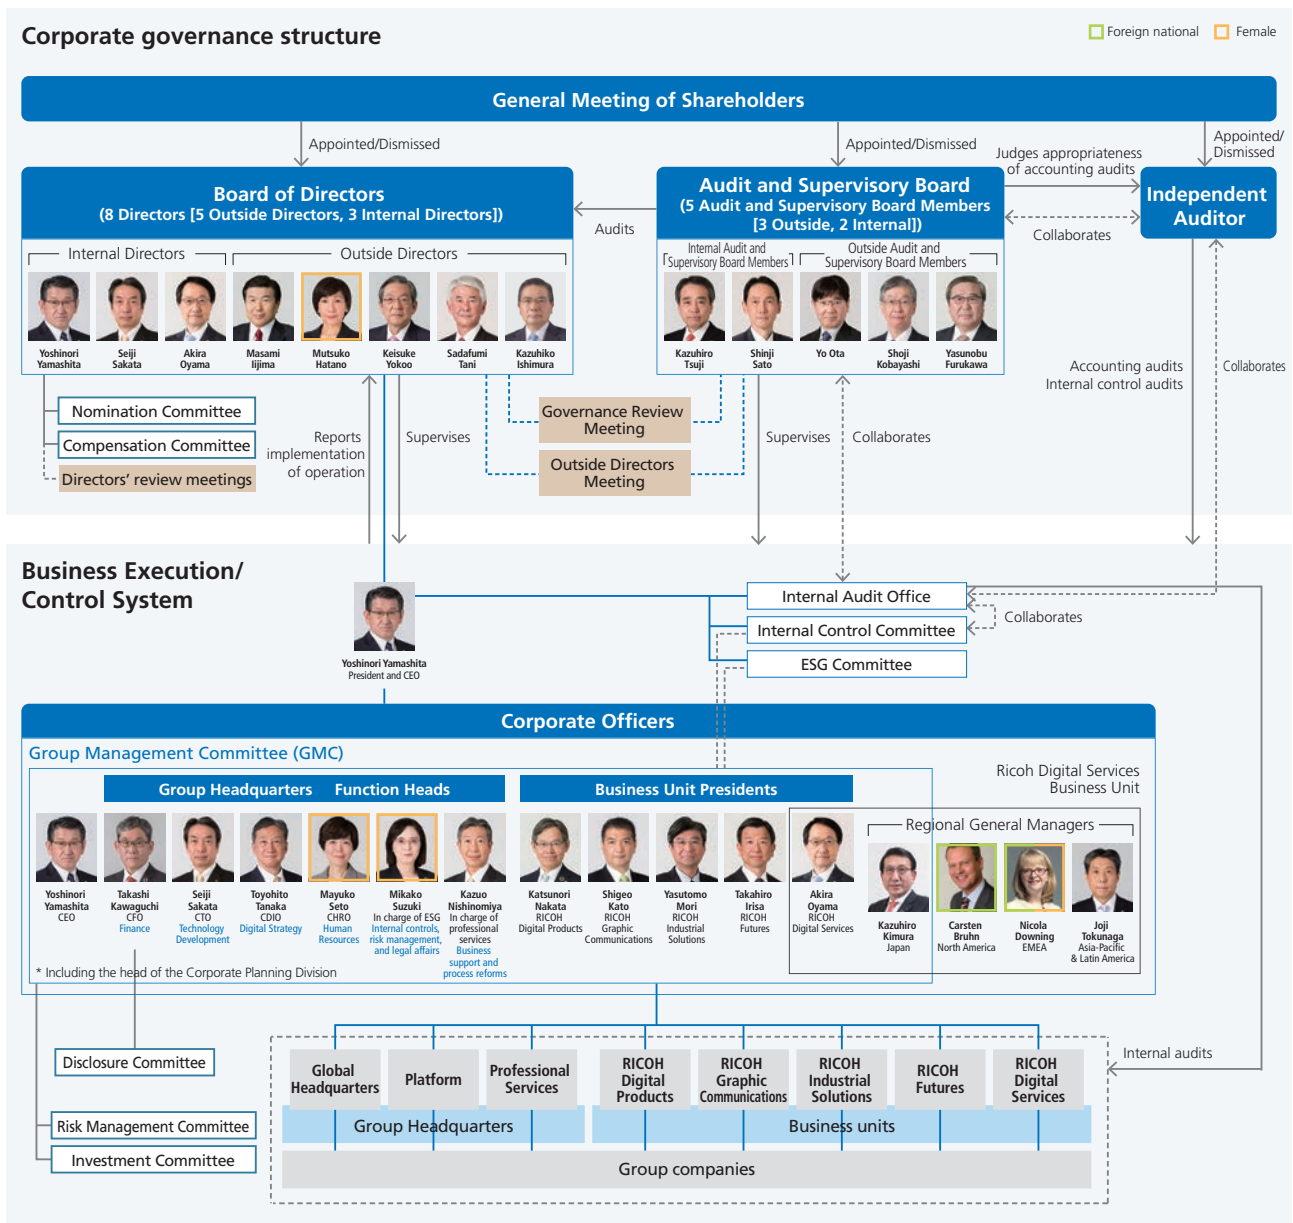 Corporate governance structure
Foreign national
Female
General Meeting of Shareholders
Appointed/Dismissed
Appointed/Dismissed
Appointed/
Dismissed
Judges appropriateness
of accounting audits
Board of Directors
(8 Directors [5 Outside Directors, 3 Internal Directors])
Audits
Audit and Supervisory Board
(5 Audit and Supervisory Board Members
[3 Outside, 2 Internal])
Collaborates
Independent
Auditor
Internal Directors
Outside Directors
Internal Audit and
Supervisory Board Members
Outside Audit and
Supervisory Board Members
Yoshinori
Yamashita
Seiji
Sakata
Akira
Oyama
Masami
Iijima
Mutsuko
Hatano
Keisuke
Yokoo
Sadafumi
Tani
Kazuhiko
Ishimura
Kazuhiro
Tsuji
Shinji
Sato
Yo Ota
Shoji
Kobayashi
Yasunobu
Furukawa
Accounting audits
Internal control audits
Collaborates
Nomination Committee
Compensation Committee
Directors' review meetings
Reports
implementation
of operation
Supervises
Governance Review
Meeting
Outside Directors
Meeting
Supervises
Collaborates
Business Execution/
Control System
Yoshinori Yamashita
President and CEO
Internal Audit Office
Internal Control Committee
ESG Committee
Collaborates
Corporate Officers
Group Management Committee (GMC)
Ricoh Digital Services
Business Unit
Group Headquarters Function Heads
Business Unit Presidents
Regional General Managers
Yoshinori
Yamashita
CEO
Takashi
Kawaguchi
CFO
Finance
Seiji
Sakata
CTO
Technology
Development
Toyohito
Tanaka
CDIO
Digital Strategy
Mayuko
Seto
CHRO
Human
Resources
Mikako
Suzuki
In charge of ESG
Internal controls,
risk management,
and legal affairs
Kazuo
Nishinomiya
In charge of
professional
services
Business
support and
process reforms
Katsunori
Nakata
RICOH
Digital Products
Shigeo
Kato
RICOH
Graphic
Communications
Yasutomo
Mori
RICOH
Industrial
Solutions
Takahiro
Irisa
RICOH
Futures
Akira
Oyama
RICOH
Digital Services
Kazuhiro
Kimura
Japan
Carsten
Bruhn
North America
Nicola
Downing
EMEA
Joji
Tokunaga
Asia-Pacific
& Latin America
* Including the head of the Corporate Planning Division
Disclosure Committee
Risk Management Committee
Investment Committee
Global
Headquarters
Platform
Professional
Services
RICOH
Digital
Products
RICOH
Graphic
Communications
RICOH
Industrial
Solutions
RICOH
Futures
RICOH
Digital
Services
Internal audits
Group Headquarters
Business units
Group companies